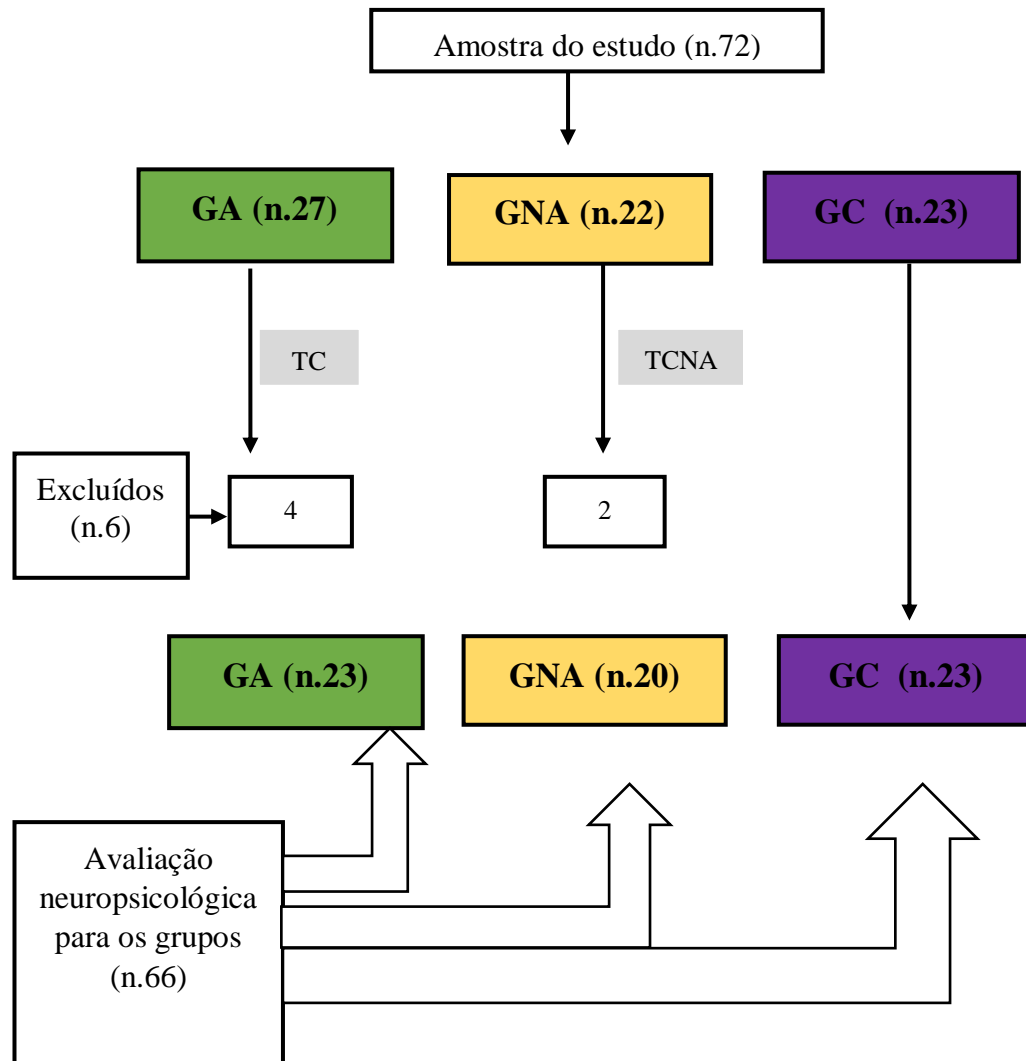 Amostra do estudo (n.72)
GA (n.27)
GNA (n.22)
GC (n.23)
TC
TCNA
Excluídos
(n.6)
4
2
GA (n.23)
GNA (n.20)
GC (n.23)
Avaliação
neuropsicológica
para os grupos
(n.66)